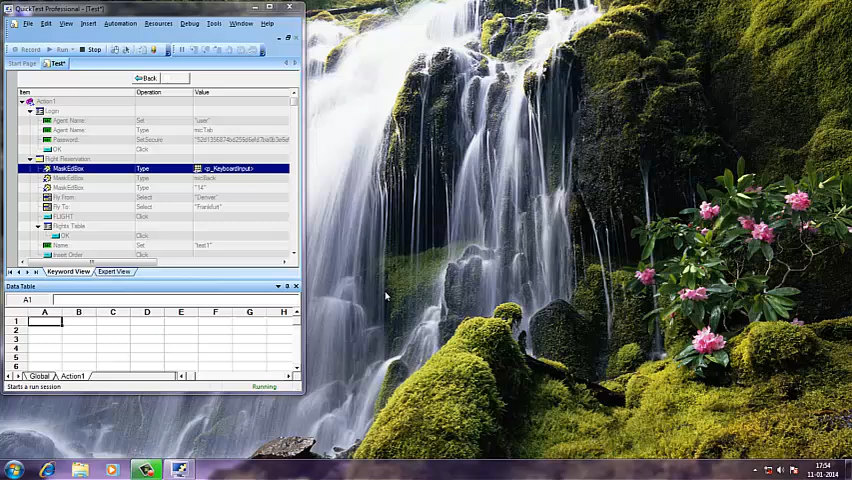 QuickTest Professional - [Test*]
File Edit View Insert Automation Resources Debug Tools Window Help
Record Run Stop
Start Page Test*
Back
Item Operation Value
Action1
Login
Agent Name: Set "user"
Agent Name: Type micTab
Password: SetSecure
OK Click
Flight Reservation
MaskEdBox Type <p_KeyboardInput>
MaskEdBox Type micBack
MaskEdBox Type "14"
Fly From: Select "Denver"
Fly To: Select "Frankfurt"
FLIGHT Click
Flights Table
OK Click
Name: Set "test1"
Insert Order Click
Keyword View Expert View
Data Table
A1
A B C D E F G H
1
2
3
4
5
6
Global Action1
Starts a run session Running
17:54
11-01-2014